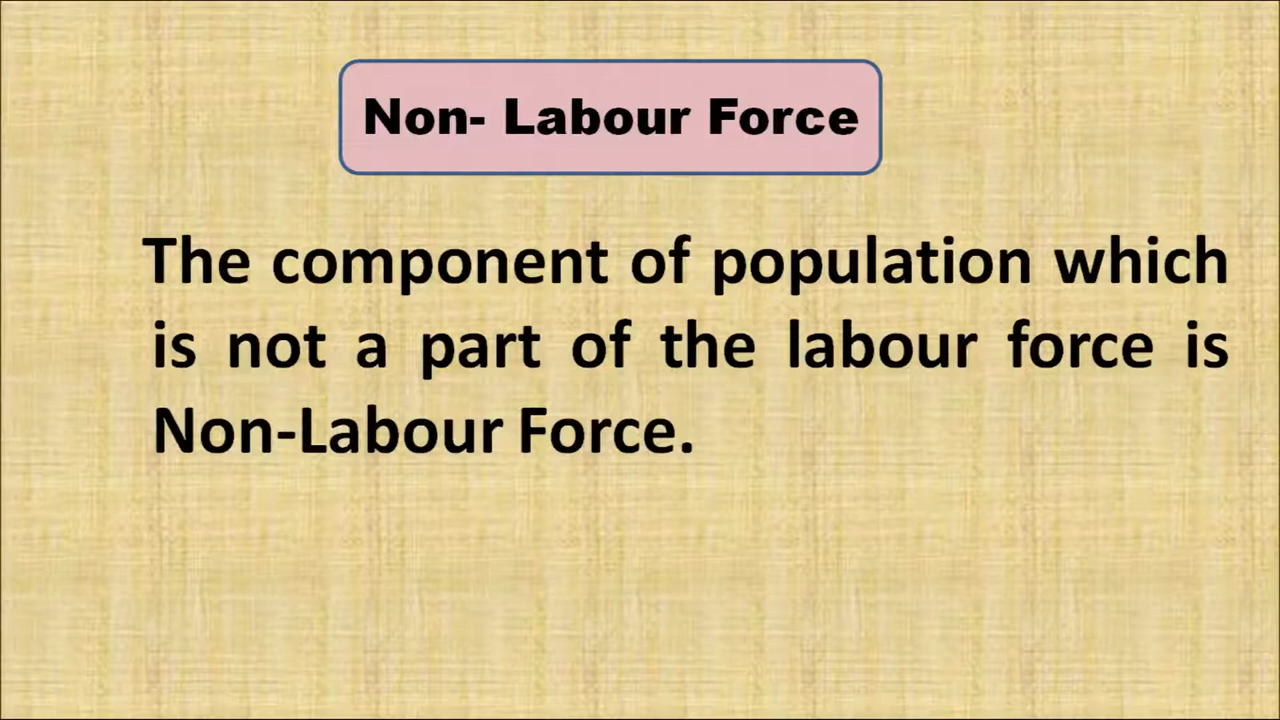 Non- Labour Force
The component of population which
is not a part of the labour force is
Non-Labour Force.